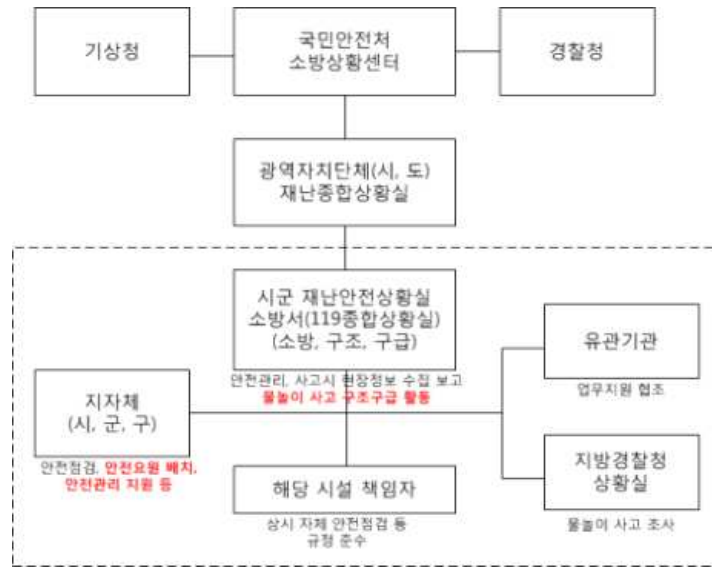 기상청
국민안전처
소방상황센터
경찰청
광역자치단체(시, 도)
재난종합상황실
시군 재난안전상황실
소방서(119종합상황실)
(소방, 구조, 구급)
안전관리, 사고시 현장정보 수집 보고
물놀이 사고 구조구급 활동
유관기관
업무지원 협조
지자체
(시, 군, 구)
안전점검, 안전요원 배치,
안전관리 지원 등
해당 시설 책임자
상시 자체 안전점검 등
규정 준수
지방경찰청
상황실
물놀이 사고 조사